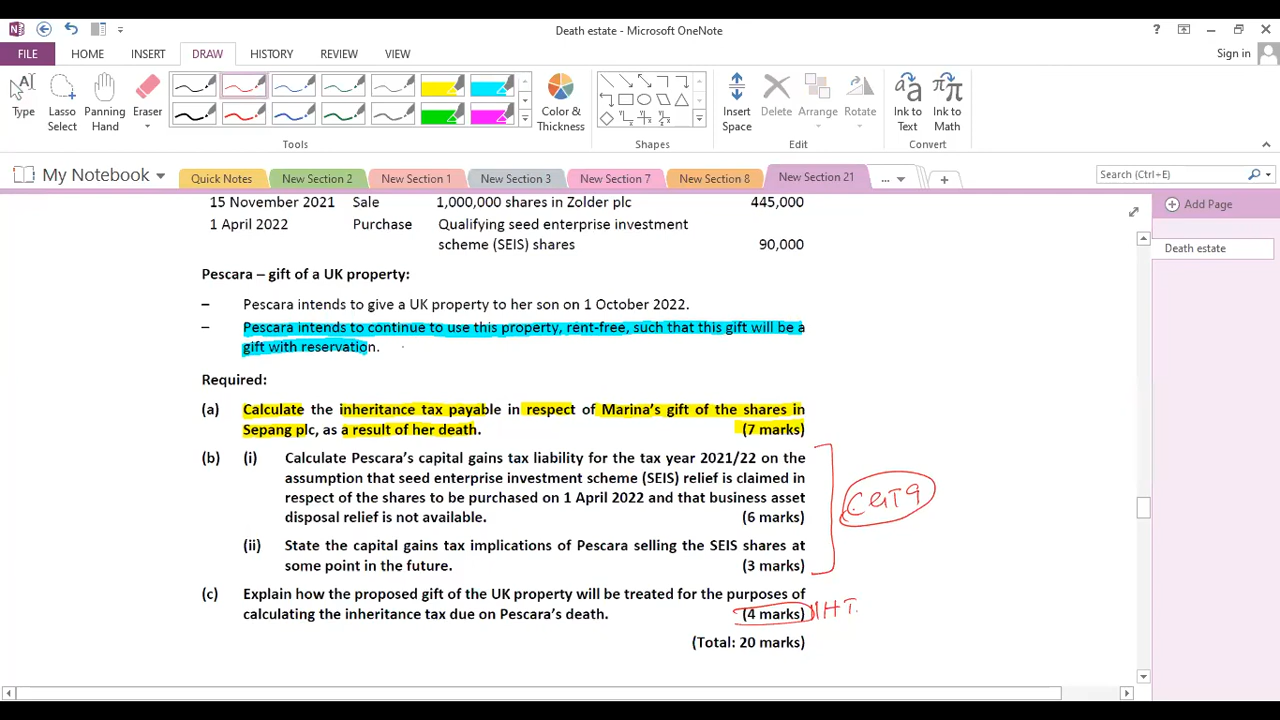 Death estate - Microsoft OneNote
Sign in
FILE HOME INSERT DRAW HISTORY REVIEW VIEW
Type Lasso Select Panning Hand Eraser Color & Thickness Insert Space Delete Arrange Rotate Ink to Text Ink to Math
Tools Shapes Edit Convert
My Notebook Quick Notes New Section 2 New Section 1 New Section 3 New Section 7 New Section 8 New Section 21 ... Search (Ctrl+E)
Add Page
Death estate
15 November 2021 Sale 1,000,000 shares in Zolder plc 445,000
1 April 2022 Purchase Qualifying seed enterprise investment
scheme (SEIS) shares 90,000
Pescara – gift of a UK property:
– Pescara intends to give a UK property to her son on 1 October 2022.
– Pescara intends to continue to use this property, rent-free, such that this gift will be a
gift with reservation.
Required:
(a) Calculate the inheritance tax payable in respect of Marina's gift of the shares in
Sepang plc, as a result of her death. (7 marks)
(b) (i) Calculate Pescara's capital gains tax liability for the tax year 2021/22 on the
assumption that seed enterprise investment scheme (SEIS) relief is claimed in
respect of the shares to be purchased on 1 April 2022 and that business asset
disposal relief is not available. (6 marks)
CGT 9
(ii) State the capital gains tax implications of Pescara selling the SEIS shares at
some point in the future. (3 marks)
(c) Explain how the proposed gift of the UK property will be treated for the purposes of
calculating the inheritance tax due on Pescara's death. (4 marks) IHT.
(Total: 20 marks)